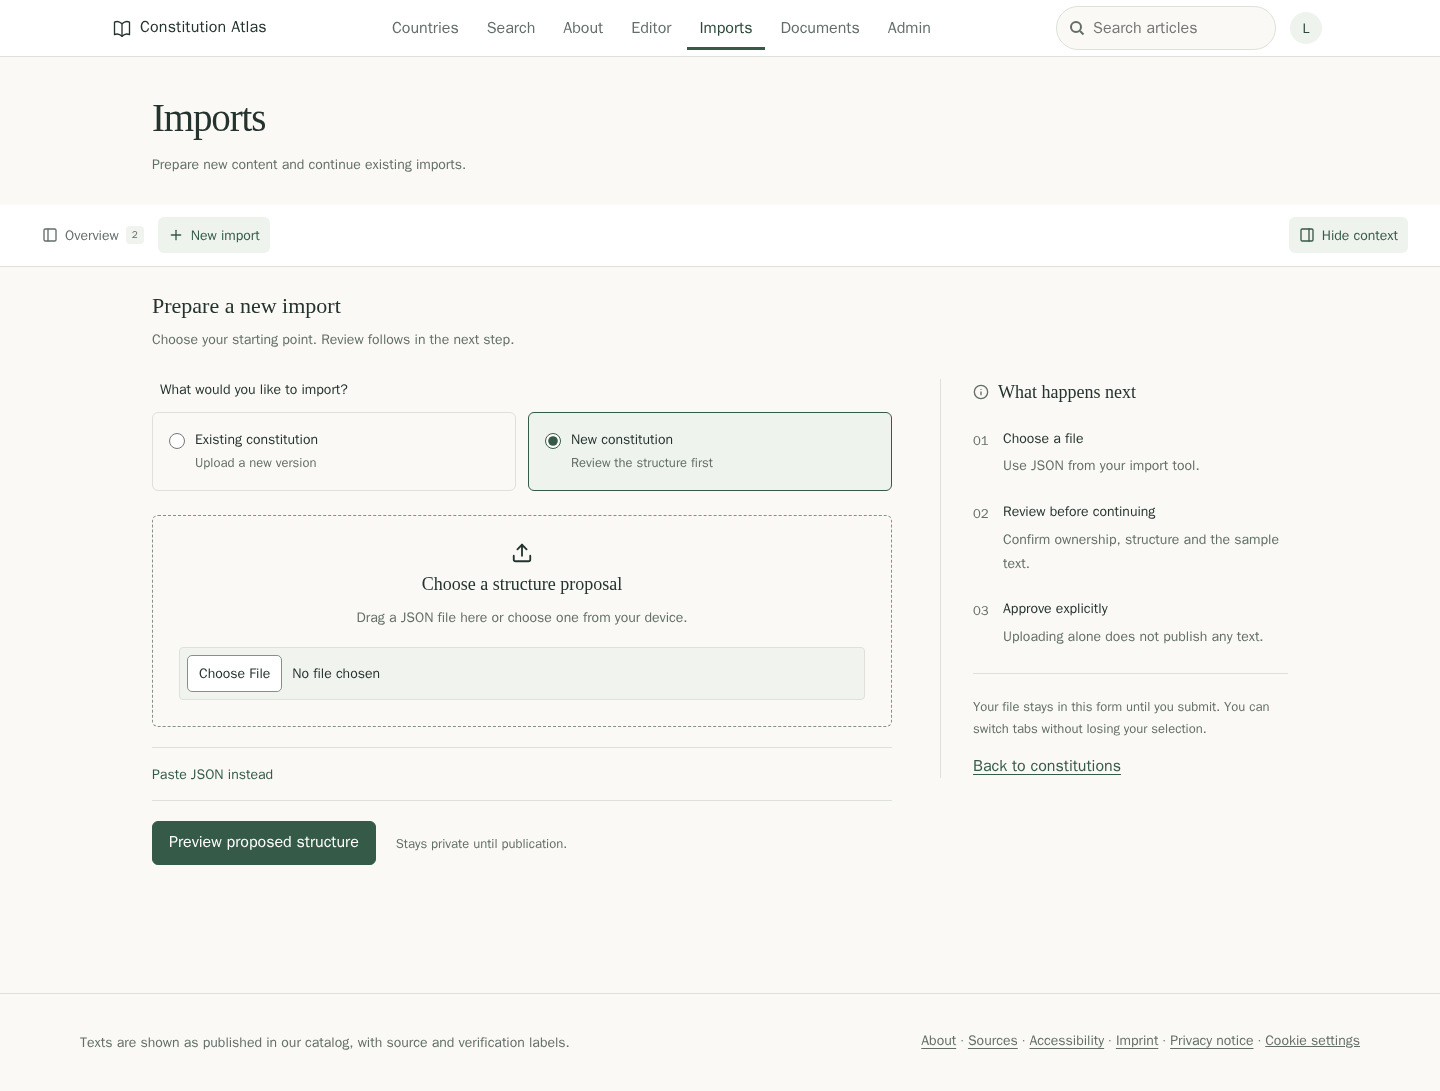 Constitution Atlas
Countries
Search
About
Editor
Imports
Documents
Admin
Search articles
L
Imports
Prepare new content and continue existing imports.
Overview 2
New import
Hide context
Prepare a new import
Choose your starting point. Review follows in the next step.
What would you like to import?
Existing constitution
Upload a new version
New constitution
Review the structure first
Choose a structure proposal
Drag a JSON file here or choose one from your device.
Choose File No file chosen
Paste JSON instead
Preview proposed structure
Stays private until publication.
What happens next
01 Choose a file
Use JSON from your import tool.
02 Review before continuing
Confirm ownership, structure and the sample
text.
03 Approve explicitly
Uploading alone does not publish any text.
Your file stays in this form until you submit. You can
switch tabs without losing your selection.
Back to constitutions
Texts are shown as published in our catalog, with source and verification labels.
About · Sources · Accessibility · Imprint · Privacy notice · Cookie settings